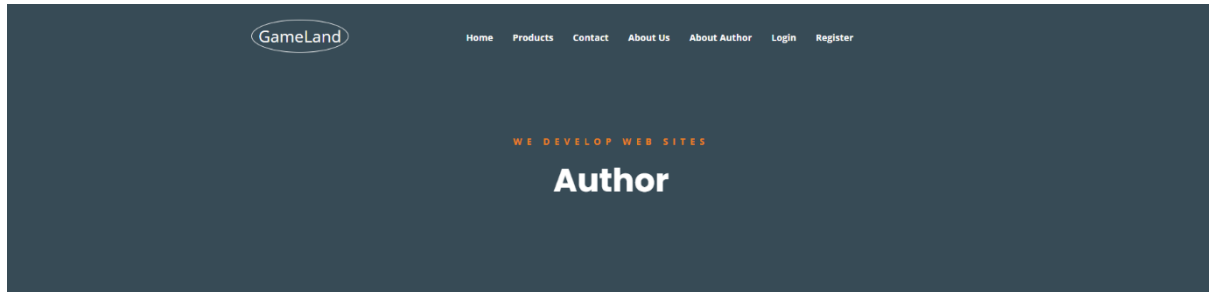 GameLand Home Products Contact About Us About Author Login Register
WE DEVELOP WEB SITES
Author